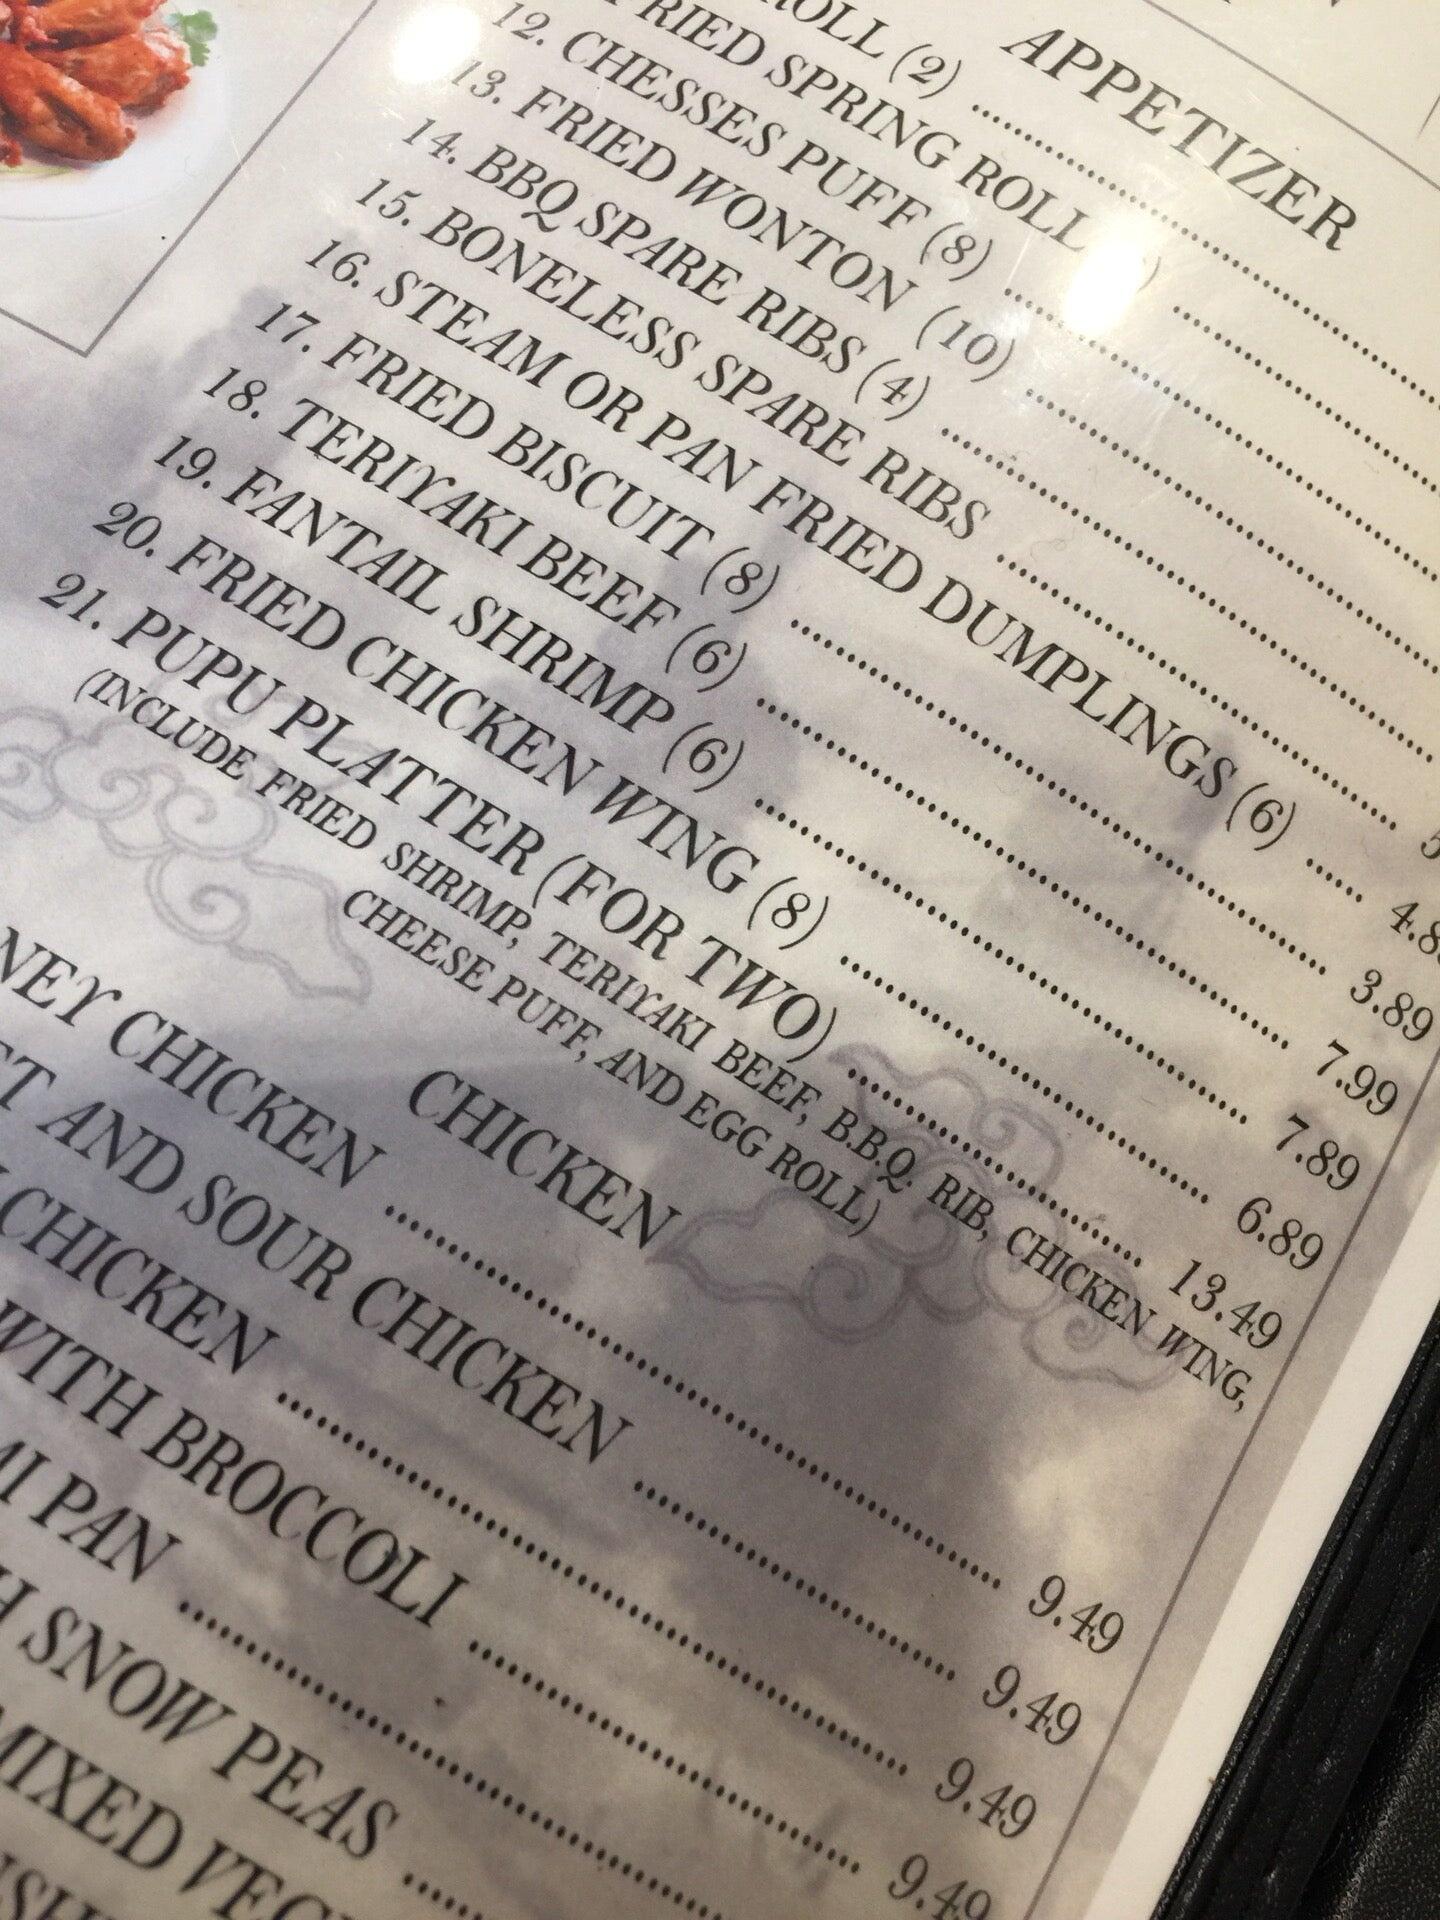 APPETIZER
ROLL (2)
FRIED SPRING ROLL
12. CHESSES PUFF (8)
13. FRIED WONTON (10)
14. BBQ SPARE RIBS (4)
15. BONELESS SPARE RIBS
16. STEAM OR PAN FRIED DUMPLINGS (6)
17. FRIED BISCUIT (8) 3.89
18. TERIYAKI BEEF (6) 7.99
19. FANTAIL SHRIMP (6) 7.89
20. FRIED CHICKEN WING (8) 6.89
21. PUPU PLATTER (FOR TWO) 13.49
(INCLUDE FRIED SHRIMP, TERIYAKI BEEF, B.B.Q. RIB, CHICKEN WING,
CHEESE PUFF, AND EGG ROLL)
CHICKEN
CHICKEN 9.49
AND SOUR CHICKEN 9.49
CHICKEN 9.49
WITH BROCCOLI 9.49
PAN
SNOW PEAS
MIXED